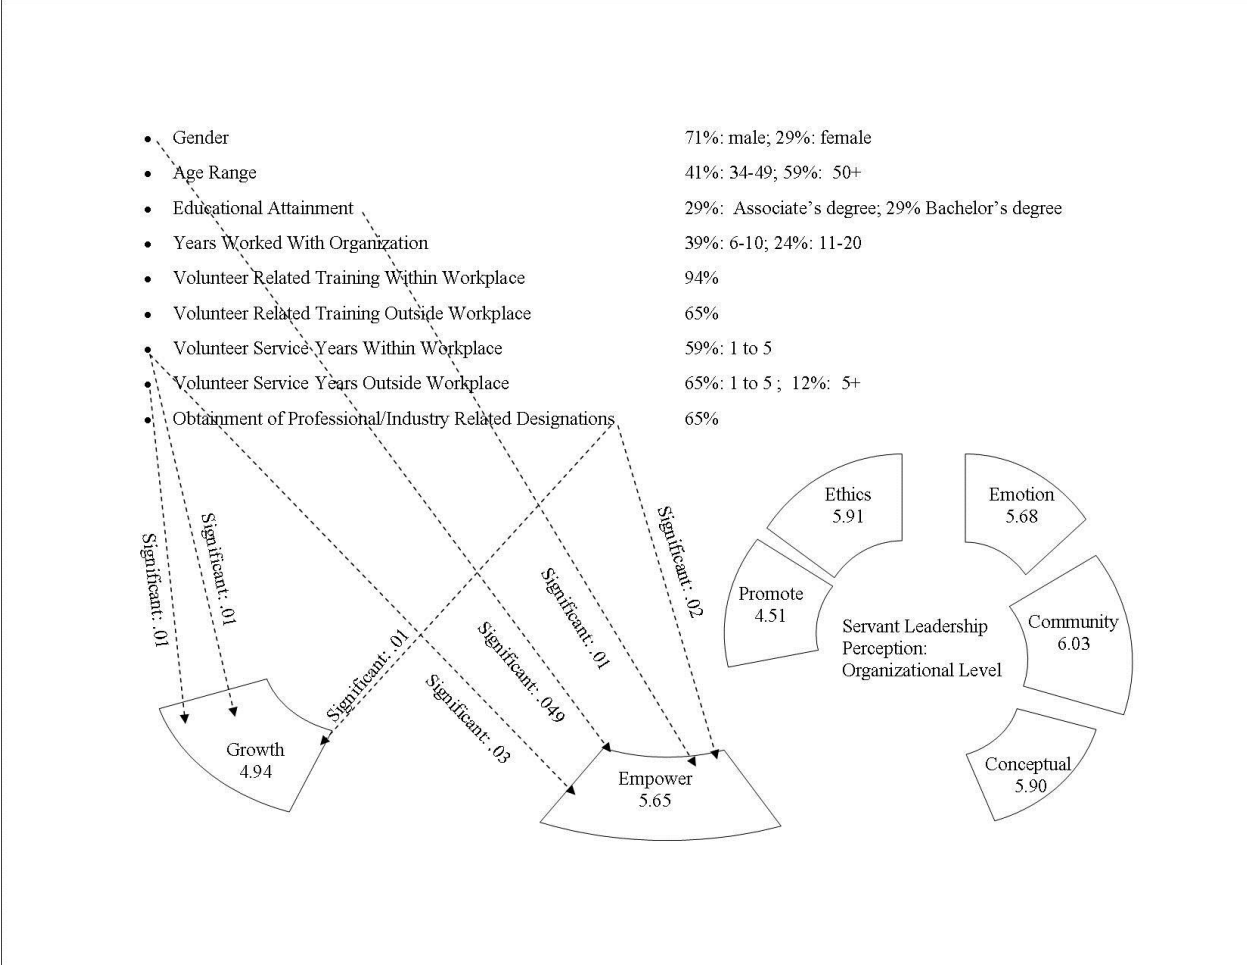 • Gender 71%: male; 29%: female
• Age Range 41%: 34-49; 59%:  50+
• Educational Attainment 29%:  Associate’s degree; 29% Bachelor’s degree
• Years Worked With Organization 39%: 6-10; 24%: 11-20
• Volunteer Related Training Within Workplace 94%
• Volunteer Related Training Outside Workplace 65%
• Volunteer Service Years Within Workplace 59%: 1 to 5
• Volunteer Service Years Outside Workplace 65%: 1 to 5 ;  12%:  5+
• Obtainment of Professional/Industry Related Designations 65%
Significant: .01
Significant: .01
Significant: .01
Significant: .03
Significant: .049
Significant: .01
Significant: .02
Growth
4.94
Empower
5.65
Ethics
5.91
Emotion
5.68
Promote
4.51
Community
6.03
Servant Leadership
Perception:
Organizational Level
Conceptual
5.90